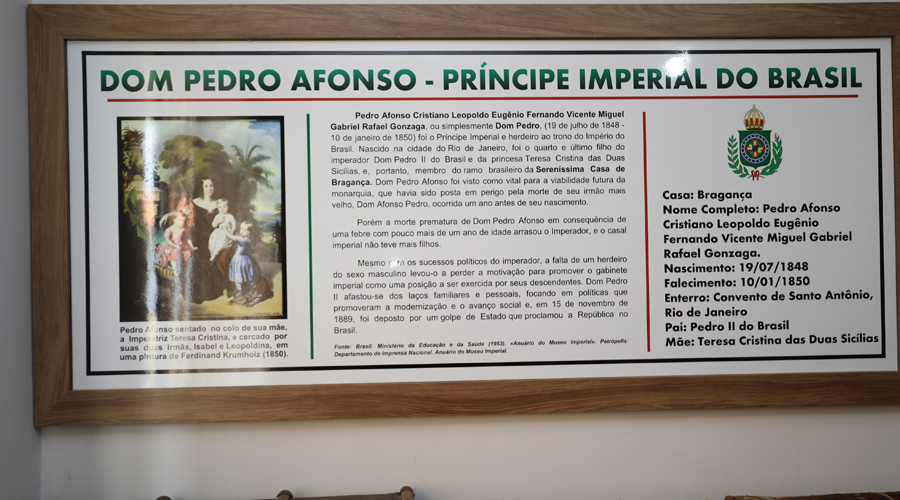 DOM PEDRO AFONSO - PRÍNCIPE IMPERIAL DO BRASIL
Pedro Afonso sentado no colo de sua mãe,
a Imperatriz Teresa Cristina, e cercado por
suas duas irmãs, Isabel e Leopoldina, em
uma pintura de Ferdinand Krumholz (1850).
Pedro Afonso Cristiano Leopoldo Eugênio Fernando Vicente Miguel
Gabriel Rafael Gonzaga, ou simplesmente Dom Pedro, (19 de julho de 1848 -
10 de janeiro de 1850) foi o Príncipe Imperial e herdeiro ao trono do Império do
Brasil. Nascido na cidade do Rio de Janeiro, foi o quarto e último filho do
imperador Dom Pedro II do Brasil e da princesa Teresa Cristina das Duas
Sicílias, e, portanto, membro do ramo brasileiro da Sereníssima Casa de
Bragança. Dom Pedro Afonso foi visto como vital para a viabilidade futura da
monarquia, que havia sido posta em perigo pela morte de seu irmão mais
velho, Dom Afonso Pedro, ocorrida um ano antes de seu nascimento.
Porém a morte prematura de Dom Pedro Afonso em consequência de
uma febre com pouco mais de um ano de idade arrasou o Imperador, e o casal
imperial não teve mais filhos.
Mesmo com os sucessos políticos do imperador, a falta de um herdeiro
do sexo masculino levou-o a perder a motivação para promover o gabinete
imperial como uma posição a ser exercida por seus descendentes. Dom Pedro
II afastou-se dos laços familiares e pessoais, focando em políticas que
promoveram a modernização e o avanço social e, em 15 de novembro de
1889, foi deposto por um golpe de Estado que proclamou a República no
Brasil.
Fonte: Brasil. Ministério da Educação e da Saúde (1953). «Anuário do Museu Imperial». Petrópolis:
Departamento de Imprensa Nacional. Anuário do Museu Imperial.
Casa: Bragança
Nome Completo: Pedro Afonso
Cristiano Leopoldo Eugênio
Fernando Vicente Miguel Gabriel
Rafael Gonzaga.
Nascimento: 19/07/1848
Falecimento: 10/01/1850
Enterro: Convento de Santo Antônio,
Rio de Janeiro
Pai: Pedro II do Brasil
Mãe: Teresa Cristina das Duas Sicílias